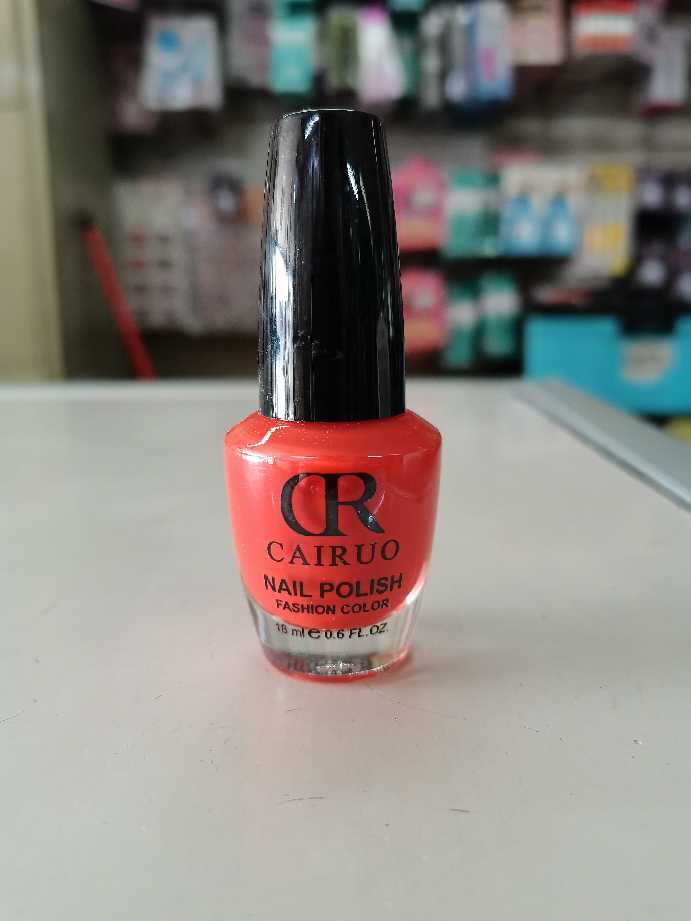 CR
CAIRUO
NAIL POLISH
FASHION COLOR
18 ml e 0.6 FL.OZ.